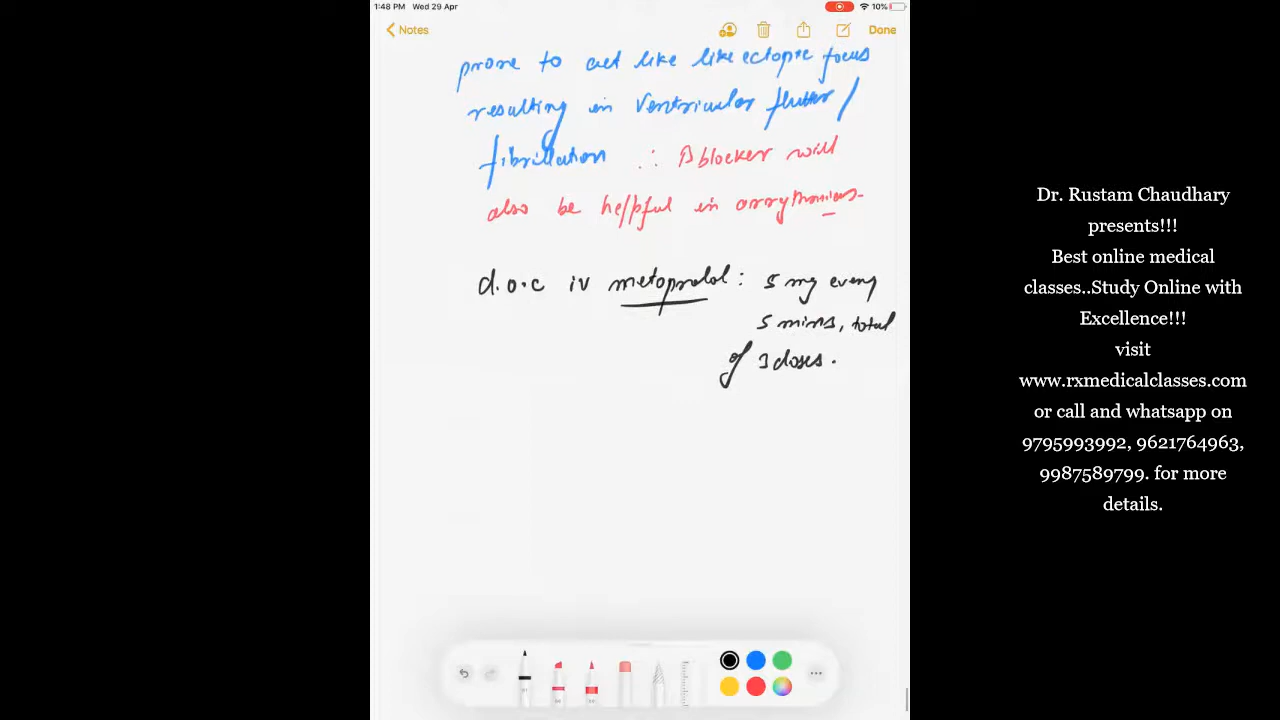 1:48 PM Wed 29 Apr
10%
Notes
Done
prone to act like like ectopic focus
resulting in ventricular flutter/
fibrillation ∴ β blocker will
also be helpful in arrythmias.
d.o.c iv metoprolol : 5 mg every
5 mins, total
of 3 doses.
Dr. Rustam Chaudhary
presents!!!
Best online medical
classes..Study Online with
Excellence!!!
visit
www.rxmedicalclasses.com
or call and whatsapp on
9795993992, 9621764963,
9987589799. for more
details.